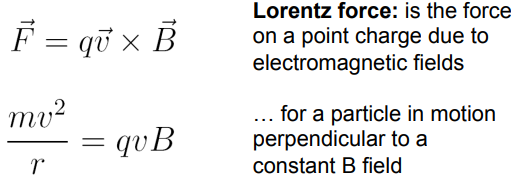 F⃗ = qv⃗ × B⃗
Lorentz force: is the force
on a point charge due to
electromagnetic fields
mv²/r = qvB
… for a particle in motion
perpendicular to a
constant B field